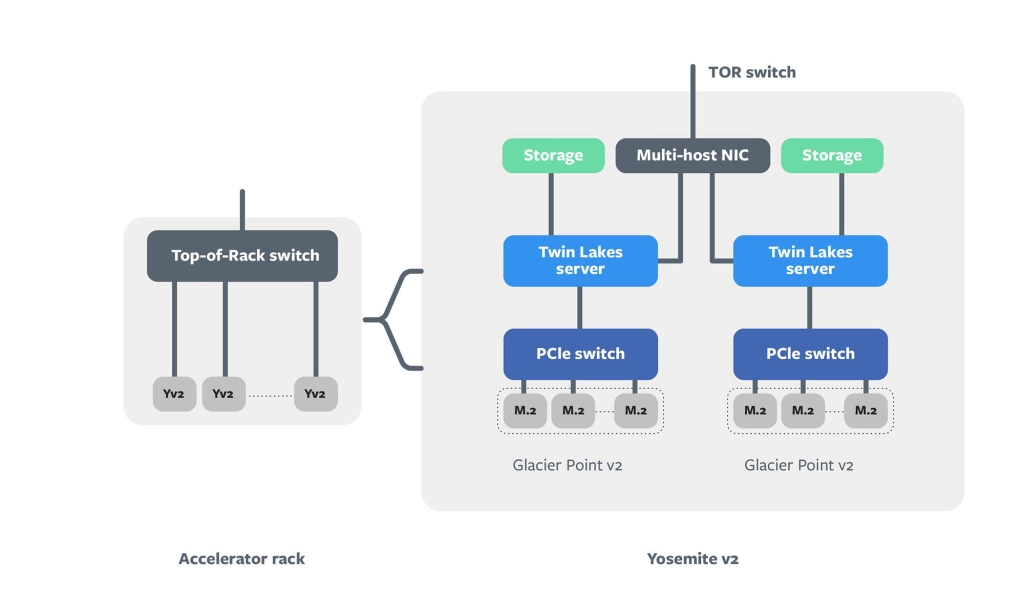 TOR switch
Storage
Multi-host NIC
Storage
Top-of-Rack switch
Twin Lakes
server
Twin Lakes
server
PCIe switch
PCIe switch
Yv2
Yv2
Yv2
M.2
M.2
M.2
M.2
M.2
M.2
Glacier Point v2
Glacier Point v2
Accelerator rack
Yosemite v2